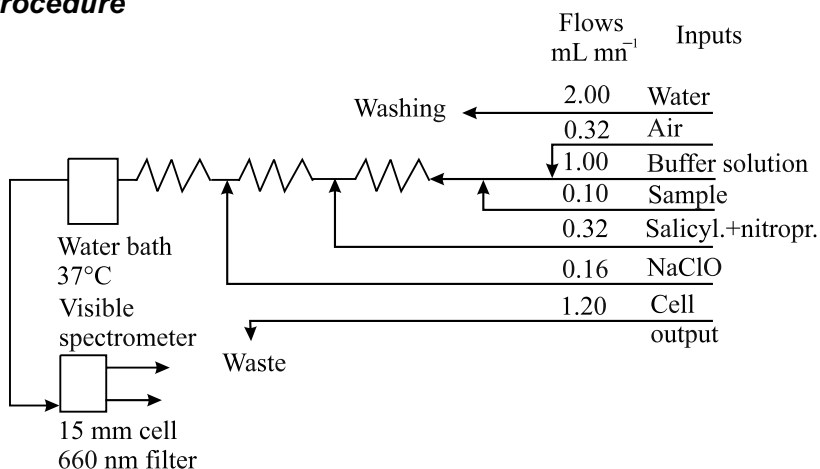 rocedure
Flows
mL mn⁻¹
Inputs
Washing
2.00 Water
0.32 Air
1.00 Buffer solution
0.10 Sample
0.32 Salicyl.+nitropr.
0.16 NaClO
1.20 Cell
output
Water bath
37°C
Visible
spectrometer
Waste
15 mm cell
660 nm filter